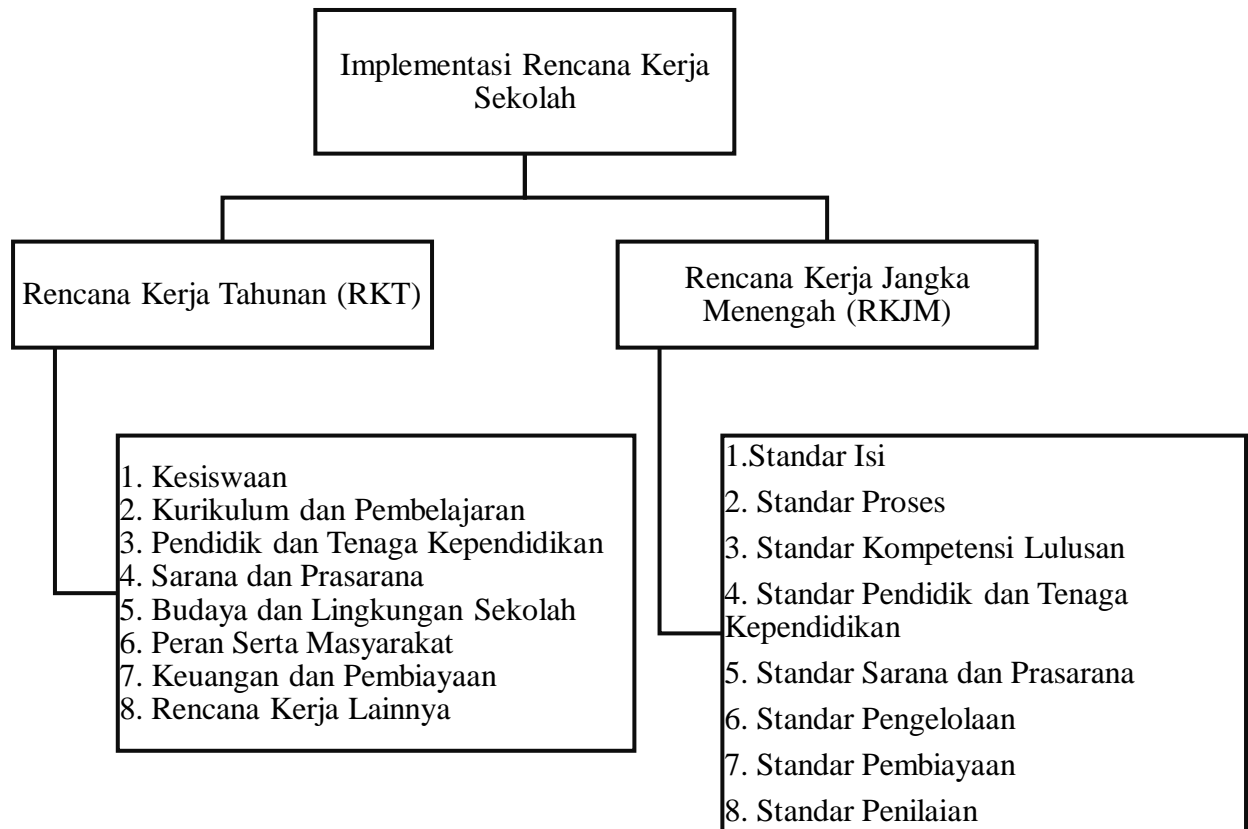 Implementasi Rencana Kerja
Sekolah
Rencana Kerja Tahunan (RKT)
Rencana Kerja Jangka
Menengah (RKJM)
1. Kesiswaan
2. Kurikulum dan Pembelajaran
3. Pendidik dan Tenaga Kependidikan
4. Sarana dan Prasarana
5. Budaya dan Lingkungan Sekolah
6. Peran Serta Masyarakat
7. Keuangan dan Pembiayaan
8. Rencana Kerja Lainnya
1.Standar Isi
2. Standar Proses
3. Standar Kompetensi Lulusan
4. Standar Pendidik dan Tenaga
Kependidikan
5. Standar Sarana dan Prasarana
6. Standar Pengelolaan
7. Standar Pembiayaan
8. Standar Penilaian